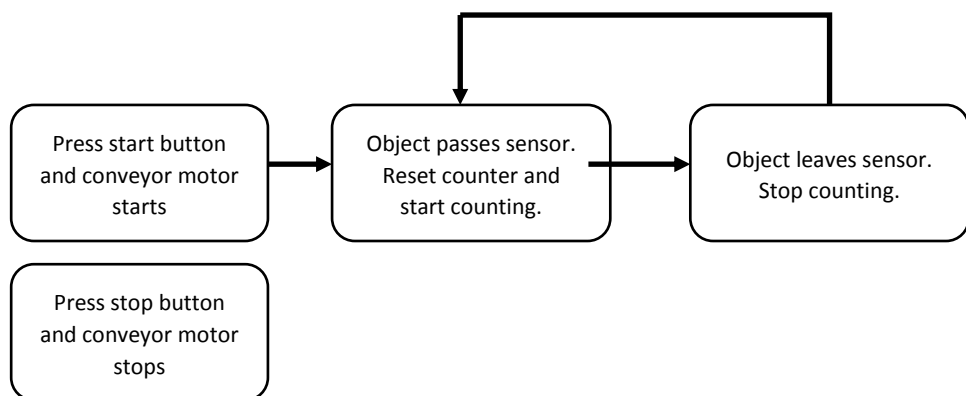 Press start button
and conveyor motor
starts
Object passes sensor.
Reset counter and
start counting.
Object leaves sensor.
Stop counting.
Press stop button
and conveyor motor
stops